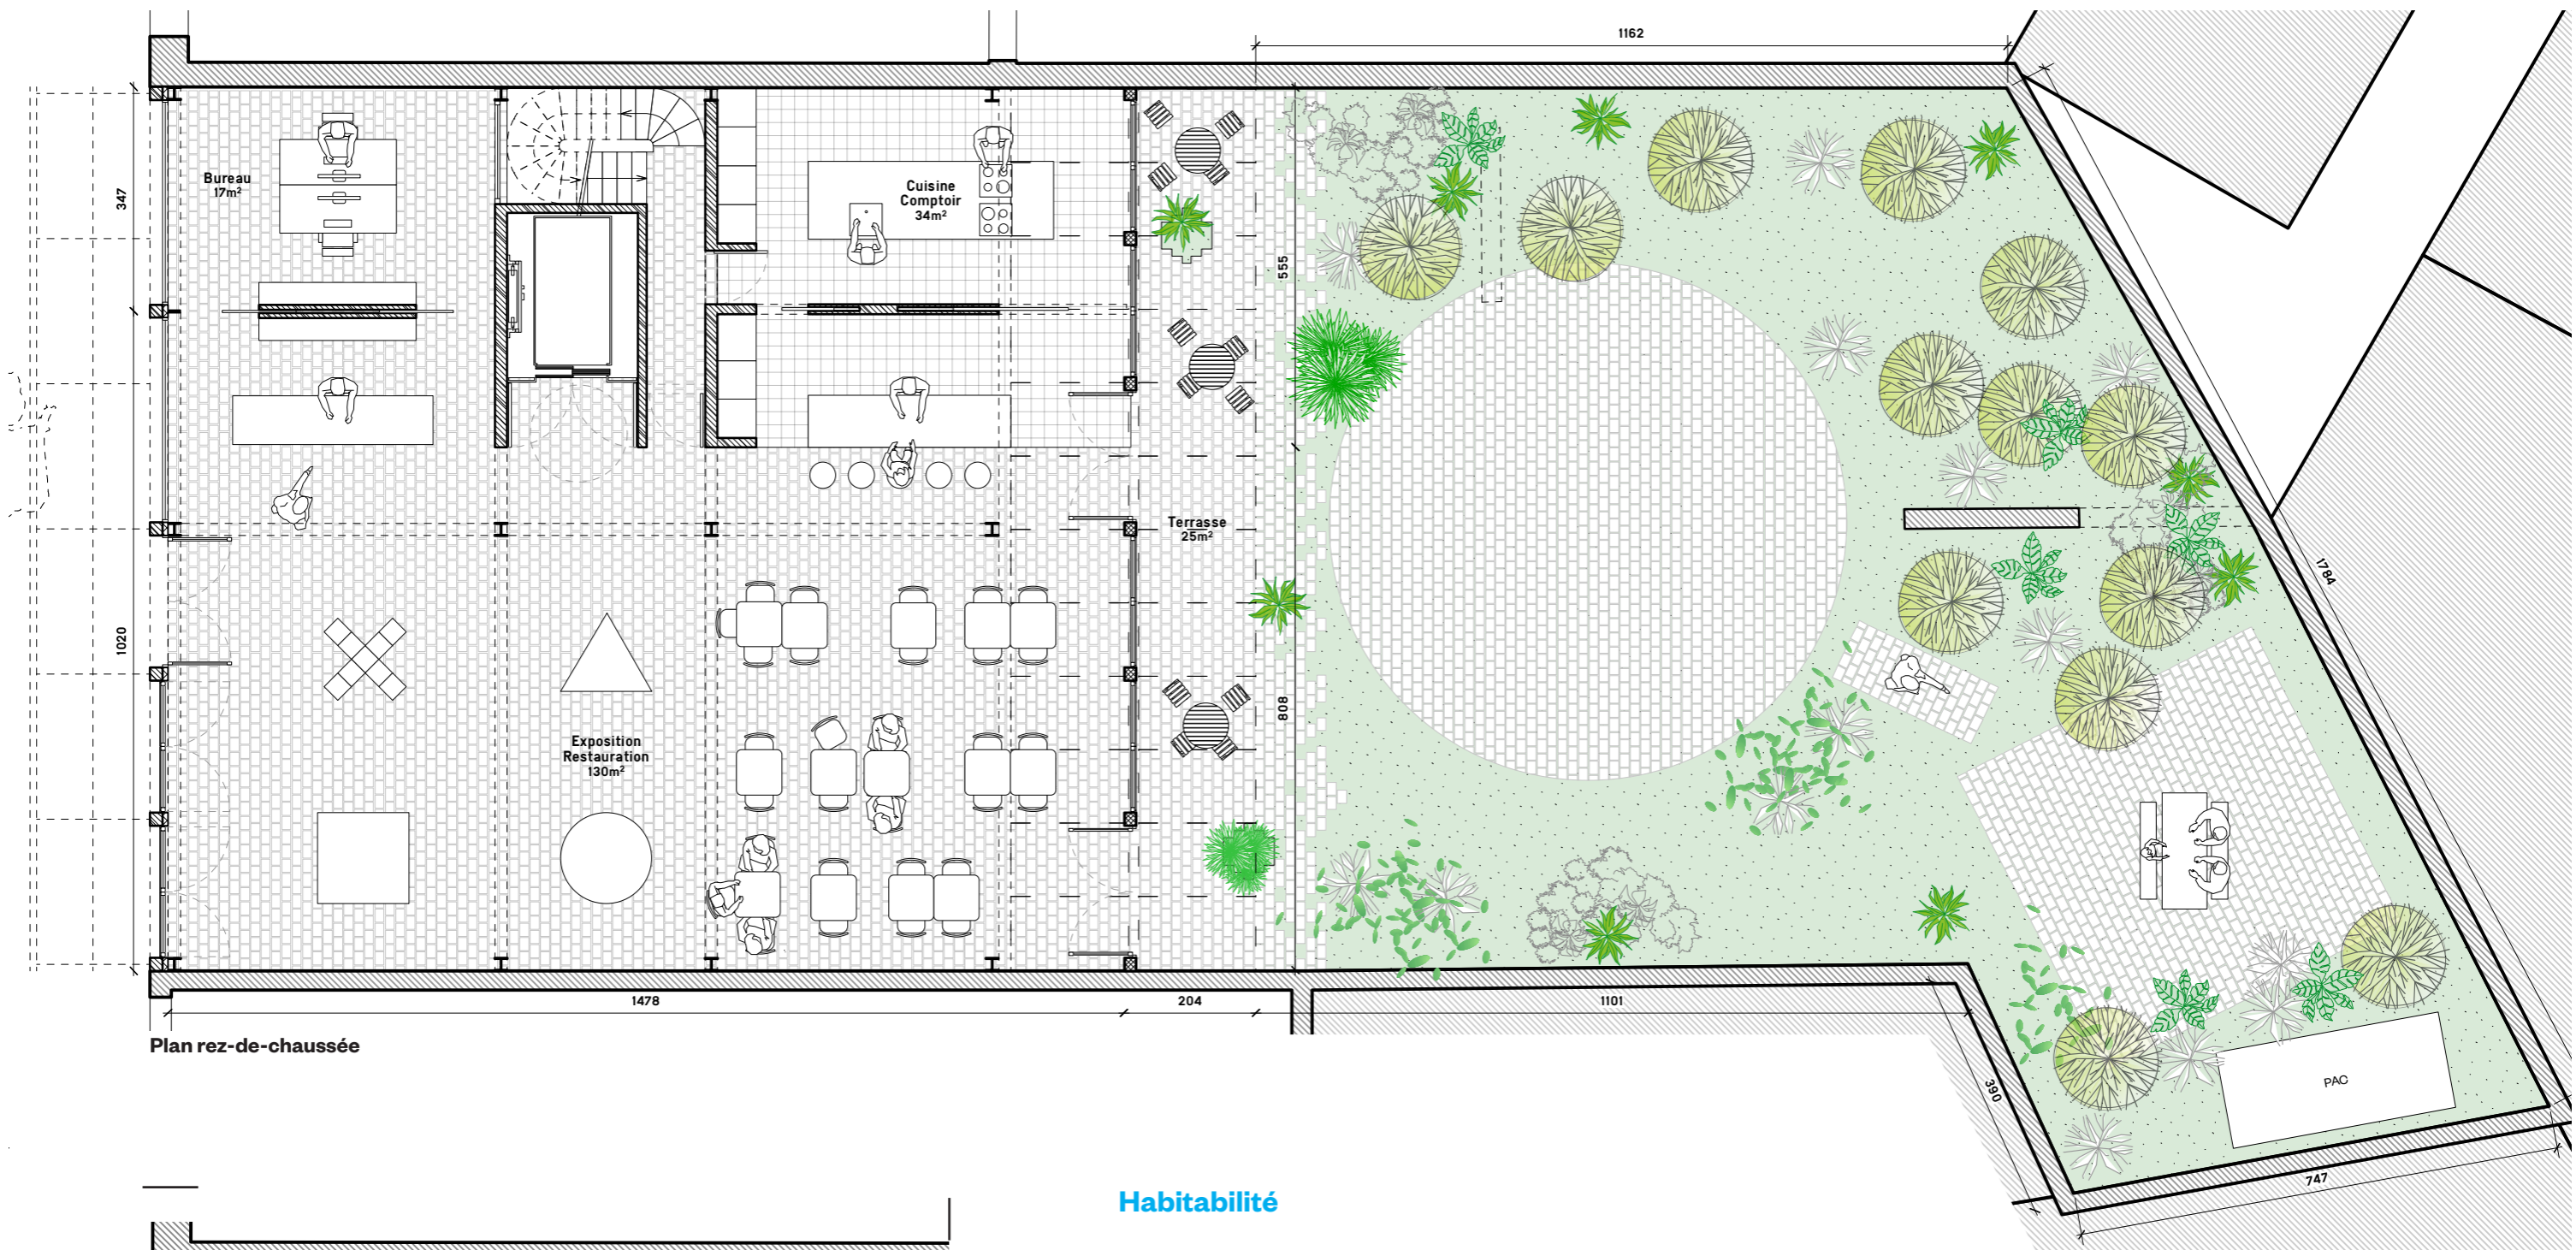 1162
Bureau
17m²
Cuisine
Comptoir
34m²
347
555
Terrasse
25m²
1784
1020
808
Exposition
Restauration
130m²
1478
204
1101
Plan rez-de-chaussée
390
PAC
747
Habitabilité